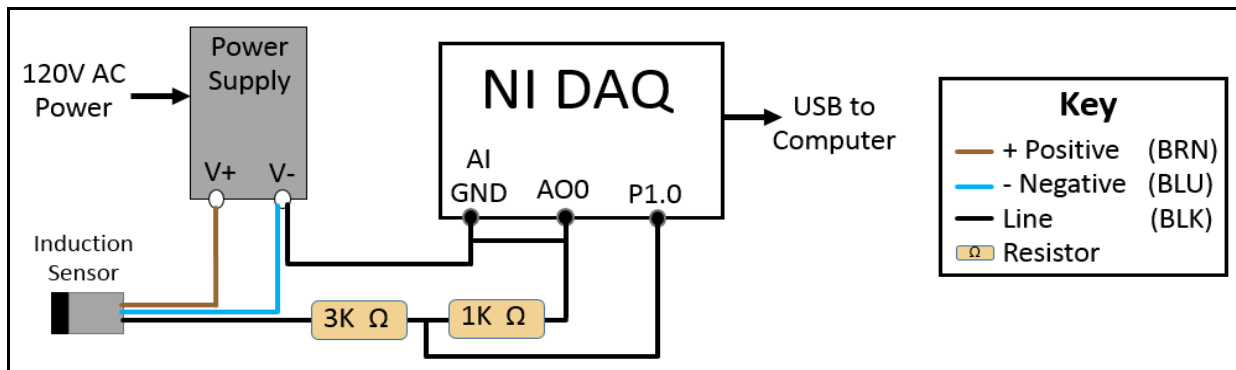 120V AC
Power
Power
Supply
V+ V-
NI DAQ
AI
GND
AO0
P1.0
USB to
Computer
Induction
Sensor
3K Ω
1K Ω
Key
+ Positive (BRN)
- Negative (BLU)
Line (BLK)
Ω Resistor